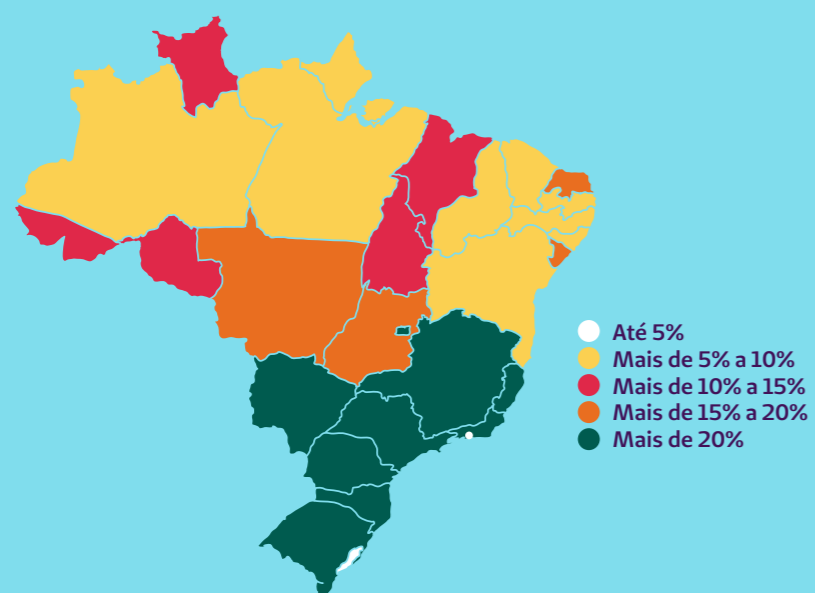 Até 5%
Mais de 5% a 10%
Mais de 10% a 15%
Mais de 15% a 20%
Mais de 20%